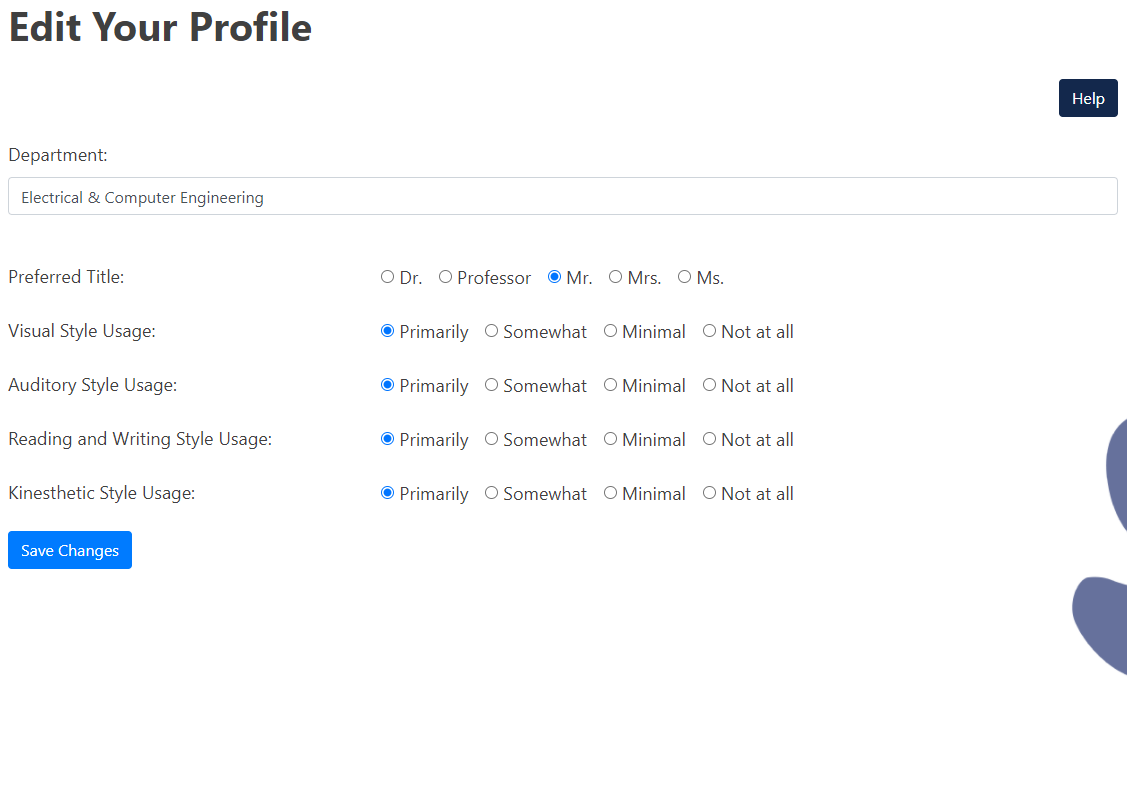 Edit Your Profile
Help
Department:
Electrical & Computer Engineering
Preferred Title: Dr. Professor Mr. Mrs. Ms.
Visual Style Usage: Primarily Somewhat Minimal Not at all
Auditory Style Usage: Primarily Somewhat Minimal Not at all
Reading and Writing Style Usage: Primarily Somewhat Minimal Not at all
Kinesthetic Style Usage: Primarily Somewhat Minimal Not at all
Save Changes